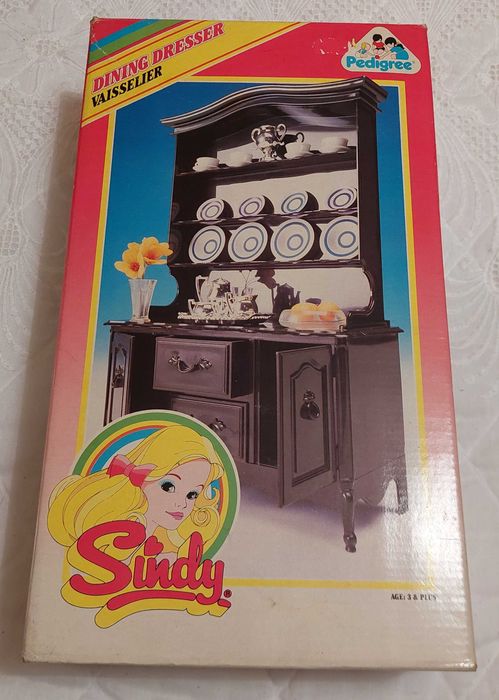 DINING DRESSER
VAISSELIER
Pedigree
Sindy®
AGE: 3 & PLUS